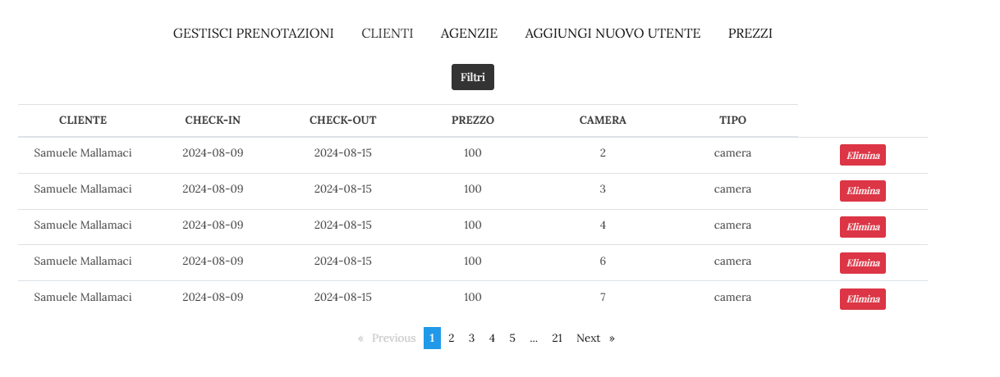 GESTISCI PRENOTAZIONI CLIENTI AGENZIE AGGIUNGI NUOVO UTENTE PREZZI
Filtri
CLIENTE CHECK-IN CHECK-OUT PREZZO CAMERA TIPO
Samuele Mallamaci 2024-08-09 2024-08-15 100 2 camera Elimina
Samuele Mallamaci 2024-08-09 2024-08-15 100 3 camera Elimina
Samuele Mallamaci 2024-08-09 2024-08-15 100 4 camera Elimina
Samuele Mallamaci 2024-08-09 2024-08-15 100 6 camera Elimina
Samuele Mallamaci 2024-08-09 2024-08-15 100 7 camera Elimina
« Previous 1 2 3 4 5 ... 21 Next »